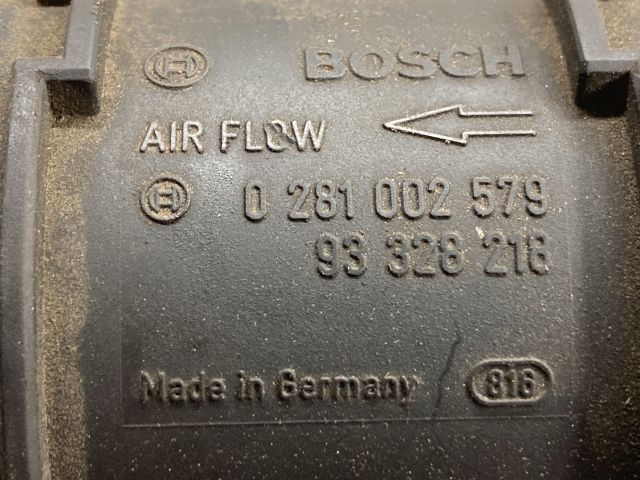 BOSCH
AIR FLOW
0 281 002 579
93 328 216
Made in Germany
816